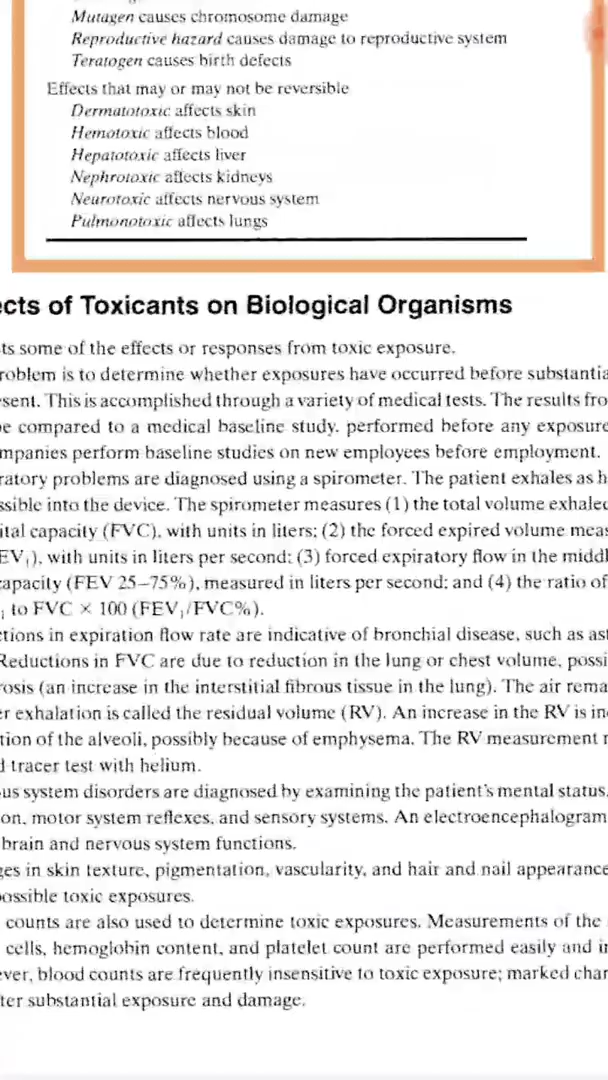 Mutagen causes chromosome damage
Reproductive hazard causes damage to reproductive system
Teratogen causes birth defects
Effects that may or may not be reversible
Dermatotoxic affects skin
Hemotoxic affects blood
Hepatotoxic affects liver
Nephrotoxic affects kidneys
Neurotoxic affects nervous system
Pulmonotoxic affects lungs
ects of Toxicants on Biological Organisms
ts some of the effects or responses from toxic exposure.
roblem is to determine whether exposures have occurred before substantia
sent. This is accomplished through a variety of medical tests. The results fro
e compared to a medical baseline study, performed before any exposure
mpanies perform baseline studies on new employees before employment.
ratory problems are diagnosed using a spirometer. The patient exhales as h
ssible into the device. The spirometer measures (1) the total volume exhaled
ital capacity (FVC), with units in liters; (2) the forced expired volume meas
EV₁), with units in liters per second; (3) forced expiratory flow in the middl
apacity (FEV 25–75%), measured in liters per second; and (4) the ratio of
₁ to FVC × 100 (FEV₁/FVC%).
ctions in expiration flow rate are indicative of bronchial disease, such as ast
Reductions in FVC are due to reduction in the lung or chest volume, possi
rosis (an increase in the interstitial fibrous tissue in the lung). The air rema
er exhalation is called the residual volume (RV). An increase in the RV is in
tion of the alveoli, possibly because of emphysema. The RV measurement r
d tracer test with helium.
ous system disorders are diagnosed by examining the patient's mental status,
on, motor system reflexes, and sensory systems. An electroencephalogram
brain and nervous system functions.
ges in skin texture, pigmentation, vascularity, and hair and nail appearance
possible toxic exposures.
counts are also used to determine toxic exposures. Measurements of the
cells, hemoglobin content, and platelet count are performed easily and in
ever, blood counts are frequently insensitive to toxic exposure; marked char
ter substantial exposure and damage.